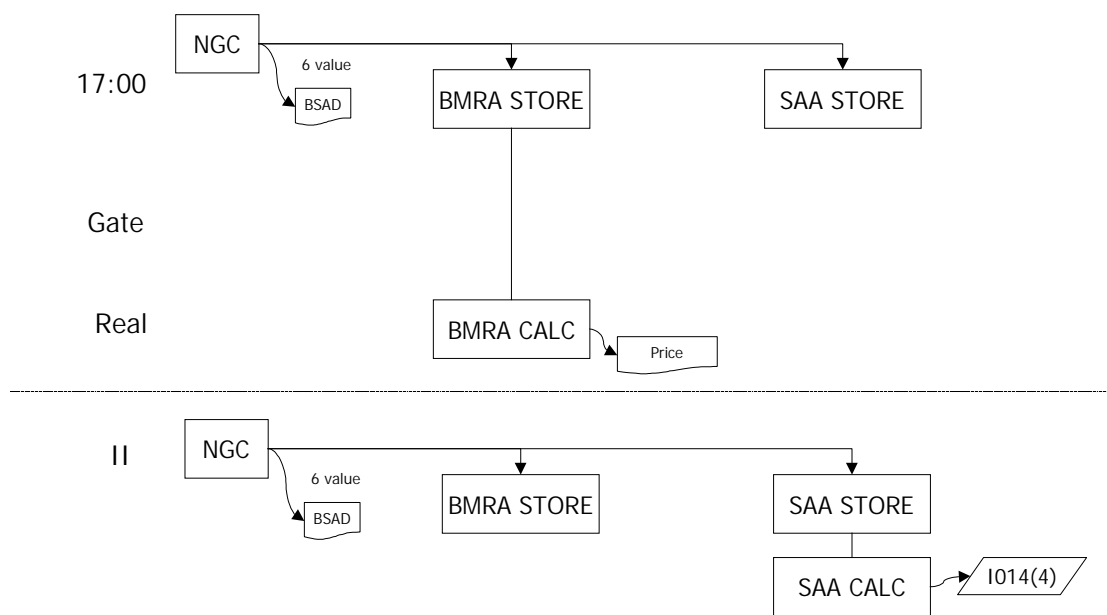 NGC
6 value
17:00
BSAD
BMRA STORE
SAA STORE
Gate
Real
BMRA CALC
Price
II
NGC
6 value
BSAD
BMRA STORE
SAA STORE
SAA CALC
I014(4)